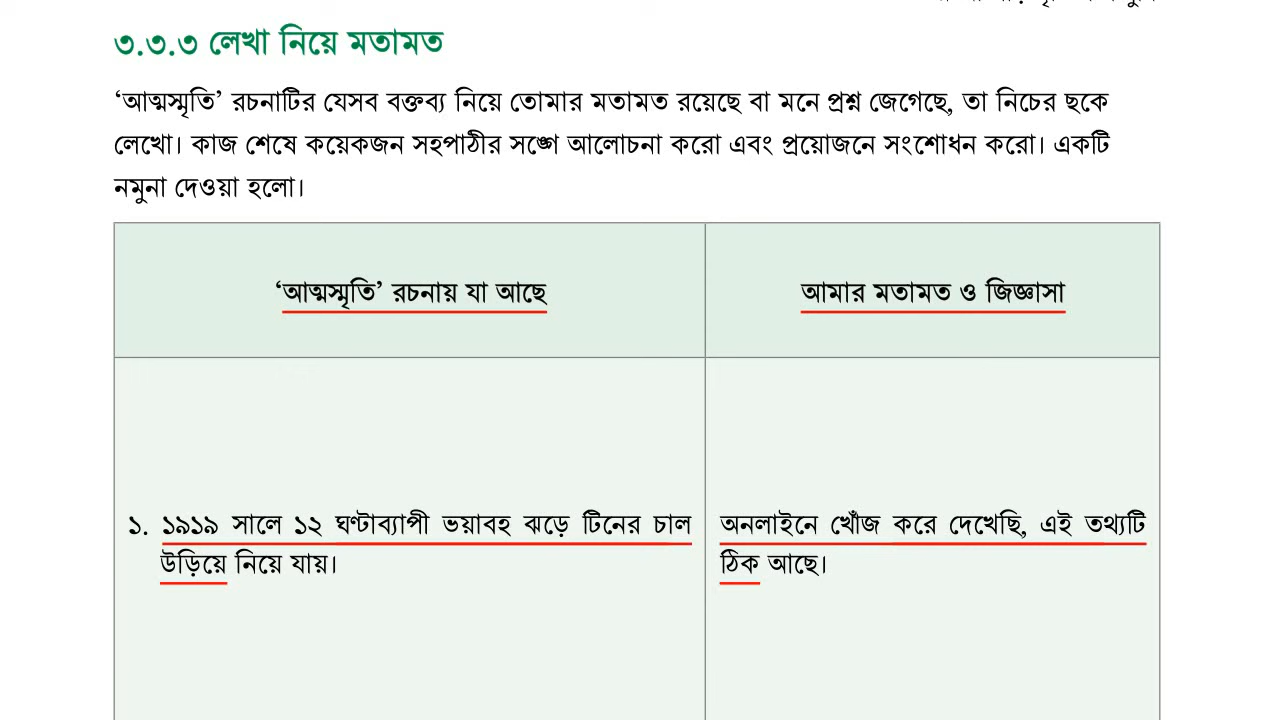 ৩.৩.৩ লেখা নিয়ে মতামত
‘আত্মস্মৃতি’ রচনাটির যেসব বক্তব্য নিয়ে তোমার মতামত রয়েছে বা মনে প্রশ্ন জেগেছে, তা নিচের ছকে
লেখো। কাজ শেষে কয়েকজন সহপাঠীর সঙ্গে আলোচনা করো এবং প্রয়োজনে সংশোধন করো। একটি
নমুনা দেওয়া হলো।
‘আত্মস্মৃতি’ রচনায় যা আছে
আমার মতামত ও জিজ্ঞাসা
১. ১৯১৯ সালে ১২ ঘণ্টাব্যাপী ভয়াবহ ঝড়ে টিনের চাল
উড়িয়ে নিয়ে যায়।
অনলাইনে খোঁজ করে দেখেছি, এই তথ্যটি
ঠিক আছে।